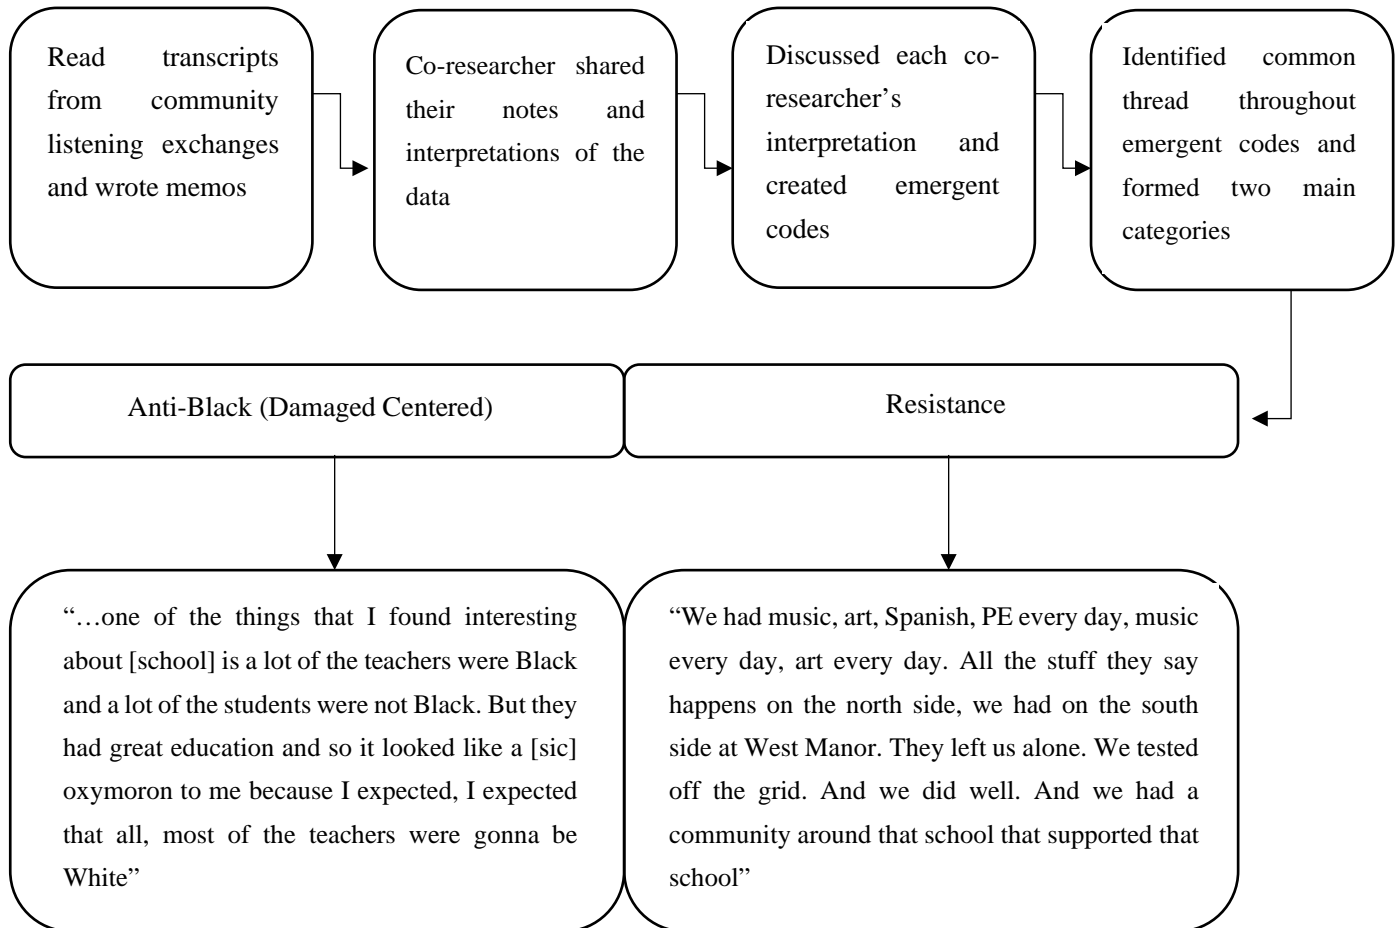 Read transcripts
from community
listening exchanges
and wrote memos
Co-researcher shared
their notes and
interpretations of the
data
Discussed each co-
researcher’s
interpretation and
created emergent
codes
Identified common
thread throughout
emergent codes and
formed two main
categories
Anti-Black (Damaged Centered)
Resistance
“…one of the things that I found interesting
about [school] is a lot of the teachers were Black
and a lot of the students were not Black. But they
had great education and so it looked like a [sic]
oxymoron to me because I expected, I expected
that all, most of the teachers were gonna be
White”
“We had music, art, Spanish, PE every day, music
every day, art every day. All the stuff they say
happens on the north side, we had on the south
side at West Manor. They left us alone. We tested
off the grid. And we did well. And we had a
community around that school that supported that
school”